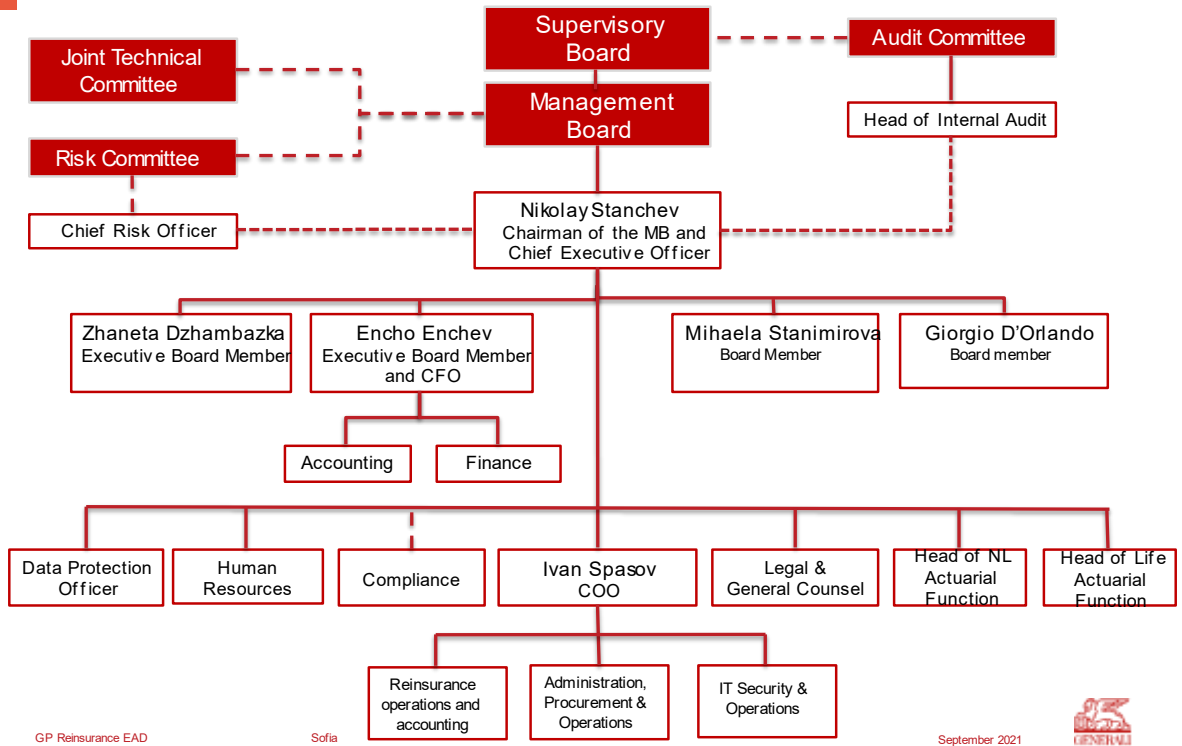 Supervisory
Board
Audit Committee
Joint Technical
Committee
Management
Board
Head of Internal Audit
Risk Committee
Nikolay Stanchev
Chairman of the MB and
Chief Executive Officer
Chief Risk Officer
Zhaneta Dzhambazka
Executive Board Member
Encho Enchev
Executive Board Member
and CFO
Mihaela Stanimirova
Board Member
Giorgio D'Orlando
Board member
Accounting
Finance
Data Protection
Officer
Human
Resources
Compliance
Ivan Spasov
COO
Legal &
General Counsel
Head of NL
Actuarial
Function
Head of Life
Actuarial
Function
Reinsurance
operations and
accounting
Administration,
Procurement &
Operations
IT Security &
Operations
GP Reinsurance EAD
Sofia
September 2021
GENERALI